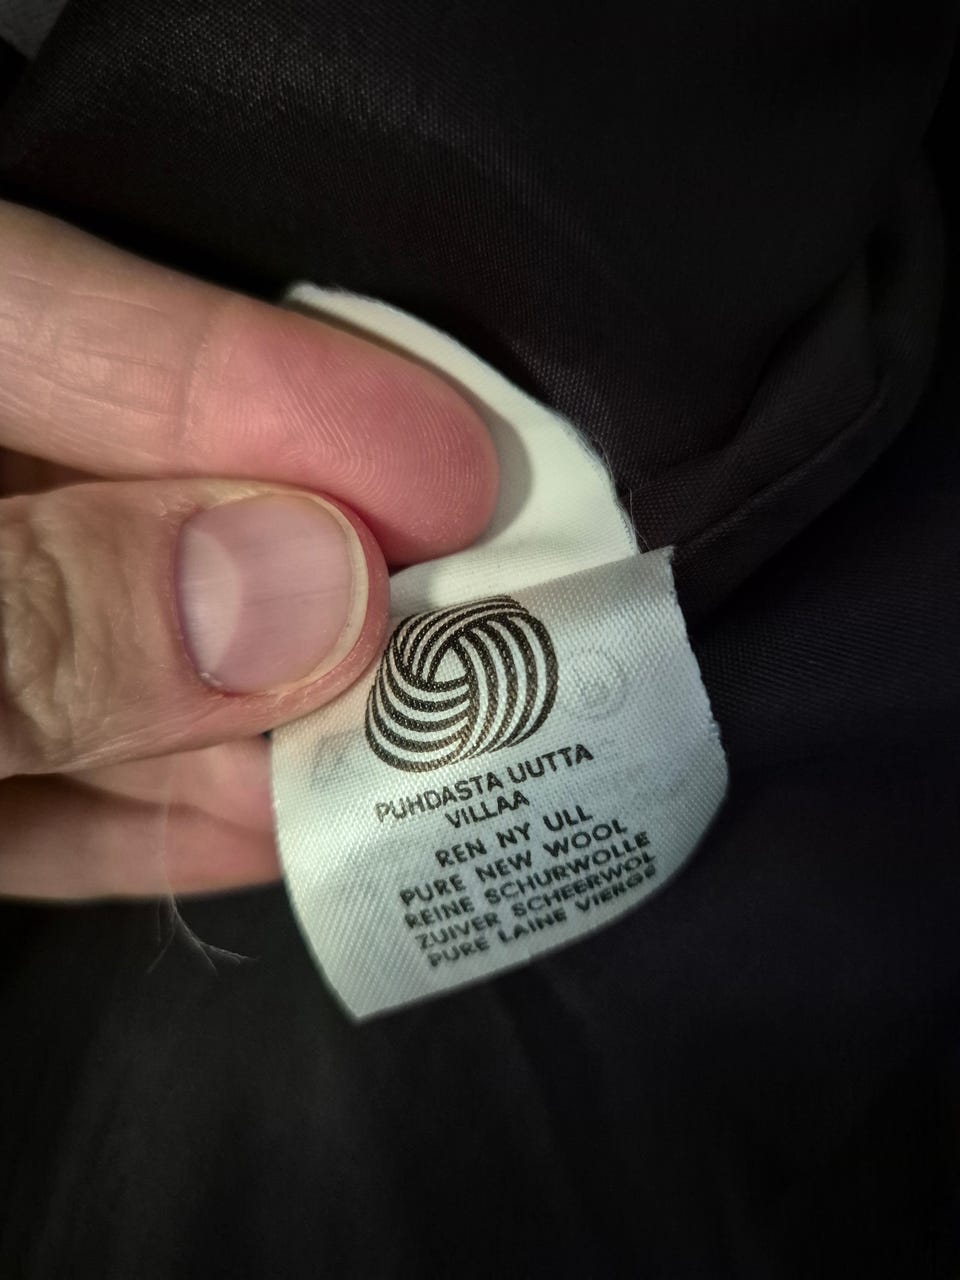 PUHDASTA UUTTA
VILLAA
REN NY ULL
PURE NEW WOOL
REINE SCHURWOLLE
ZUIVER SCHEERWOL
PURE LAINE VIERGE